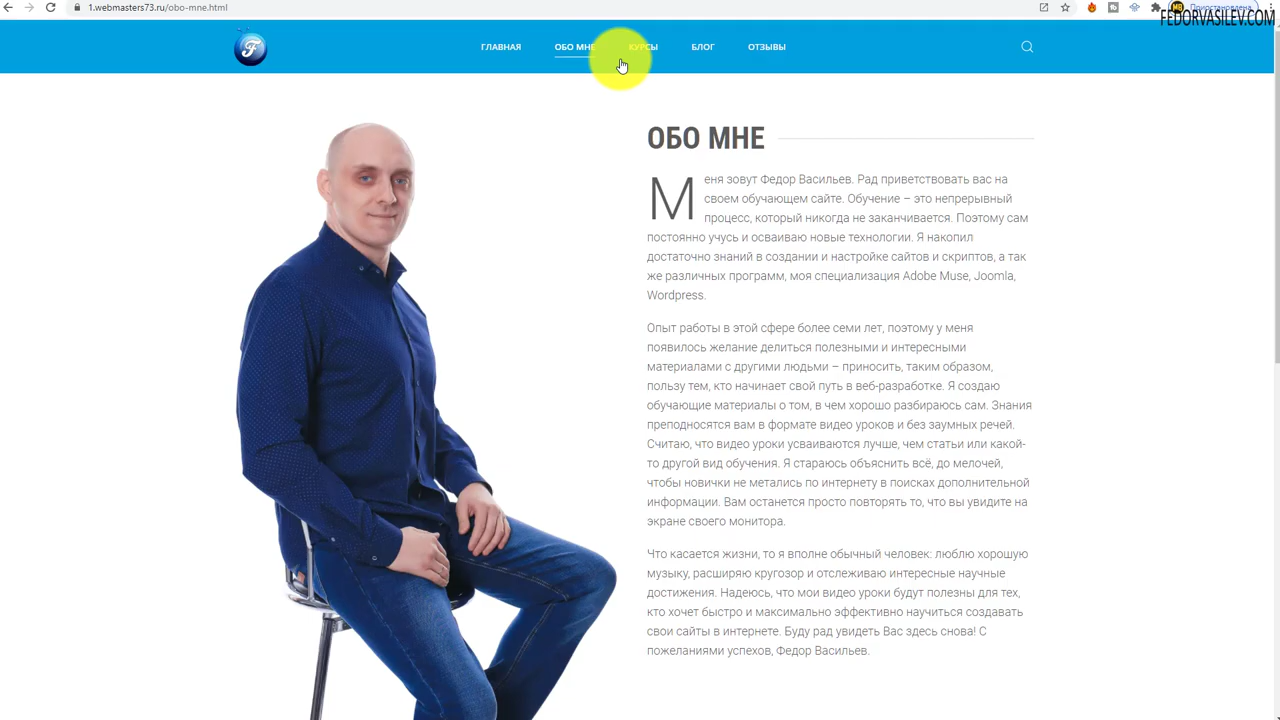 1.webmasters73.ru/obo-mne.html
Приостановлена
FEDORVASILEV.COM
ГЛАВНАЯ
ОБО МНЕ
КУРСЫ
БЛОГ
ОТЗЫВЫ
ОБО МНЕ
Меня зовут Федор Васильев. Рад приветствовать вас на
своем обучающем сайте. Обучение – это непрерывный
процесс, который никогда не заканчивается. Поэтому сам
постоянно учусь и осваиваю новые технологии. Я накопил
достаточно знаний в создании и настройке сайтов и скриптов, а так
же различных программ, моя специализация Adobe Muse, Joomla,
Wordpress.
Опыт работы в этой сфере более семи лет, поэтому у меня
появилось желание делиться полезными и интересными
материалами с другими людьми – приносить, таким образом,
пользу тем, кто начинает свой путь в веб-разработке. Я создаю
обучающие материалы о том, в чем хорошо разбираюсь сам. Знания
преподносятся вам в формате видео уроков и без заумных речей.
Считаю, что видео уроки усваиваются лучше, чем статьи или какой-
то другой вид обучения. Я стараюсь объяснить всё, до мелочей,
чтобы новички не метались по интернету в поисках дополнительной
информации. Вам останется просто повторять то, что вы увидите на
экране своего монитора.
Что касается жизни, то я вполне обычный человек: люблю хорошую
музыку, расширяю кругозор и отслеживаю интересные научные
достижения. Надеюсь, что мои видео уроки будут полезны для тех,
кто хочет быстро и максимально эффективно научиться создавать
свои сайты в интернете. Буду рад увидеть Вас здесь снова! С
пожеланиями успехов, Федор Васильев.